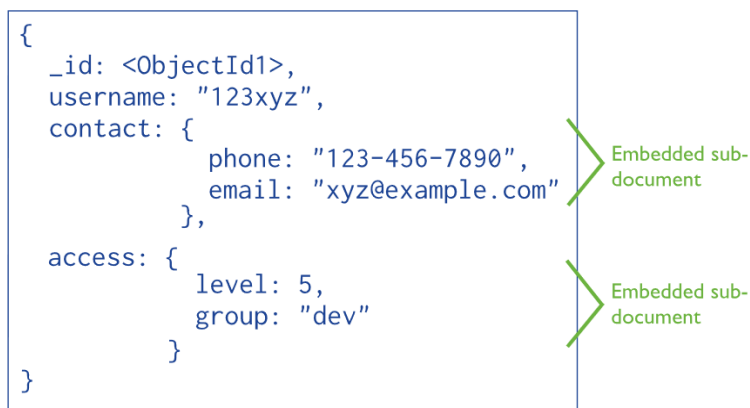 {
_id: <ObjectId1>,
username: "123xyz",
contact: {
phone: "123-456-7890",
email: "xyz@example.com"
},
Embedded sub-
document
access: {
level: 5,
group: "dev"
}
Embedded sub-
document
}